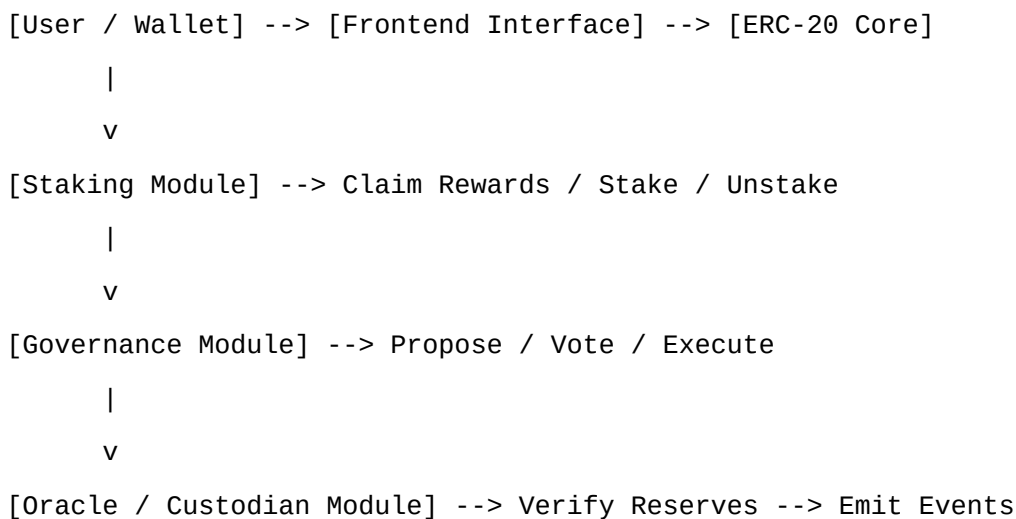 [User / Wallet] --> [Frontend Interface] --> [ERC-20 Core]
|
v
[Staking Module] --> Claim Rewards / Stake / Unstake
|
v
[Governance Module] --> Propose / Vote / Execute
|
v
[Oracle / Custodian Module] --> Verify Reserves --> Emit Events